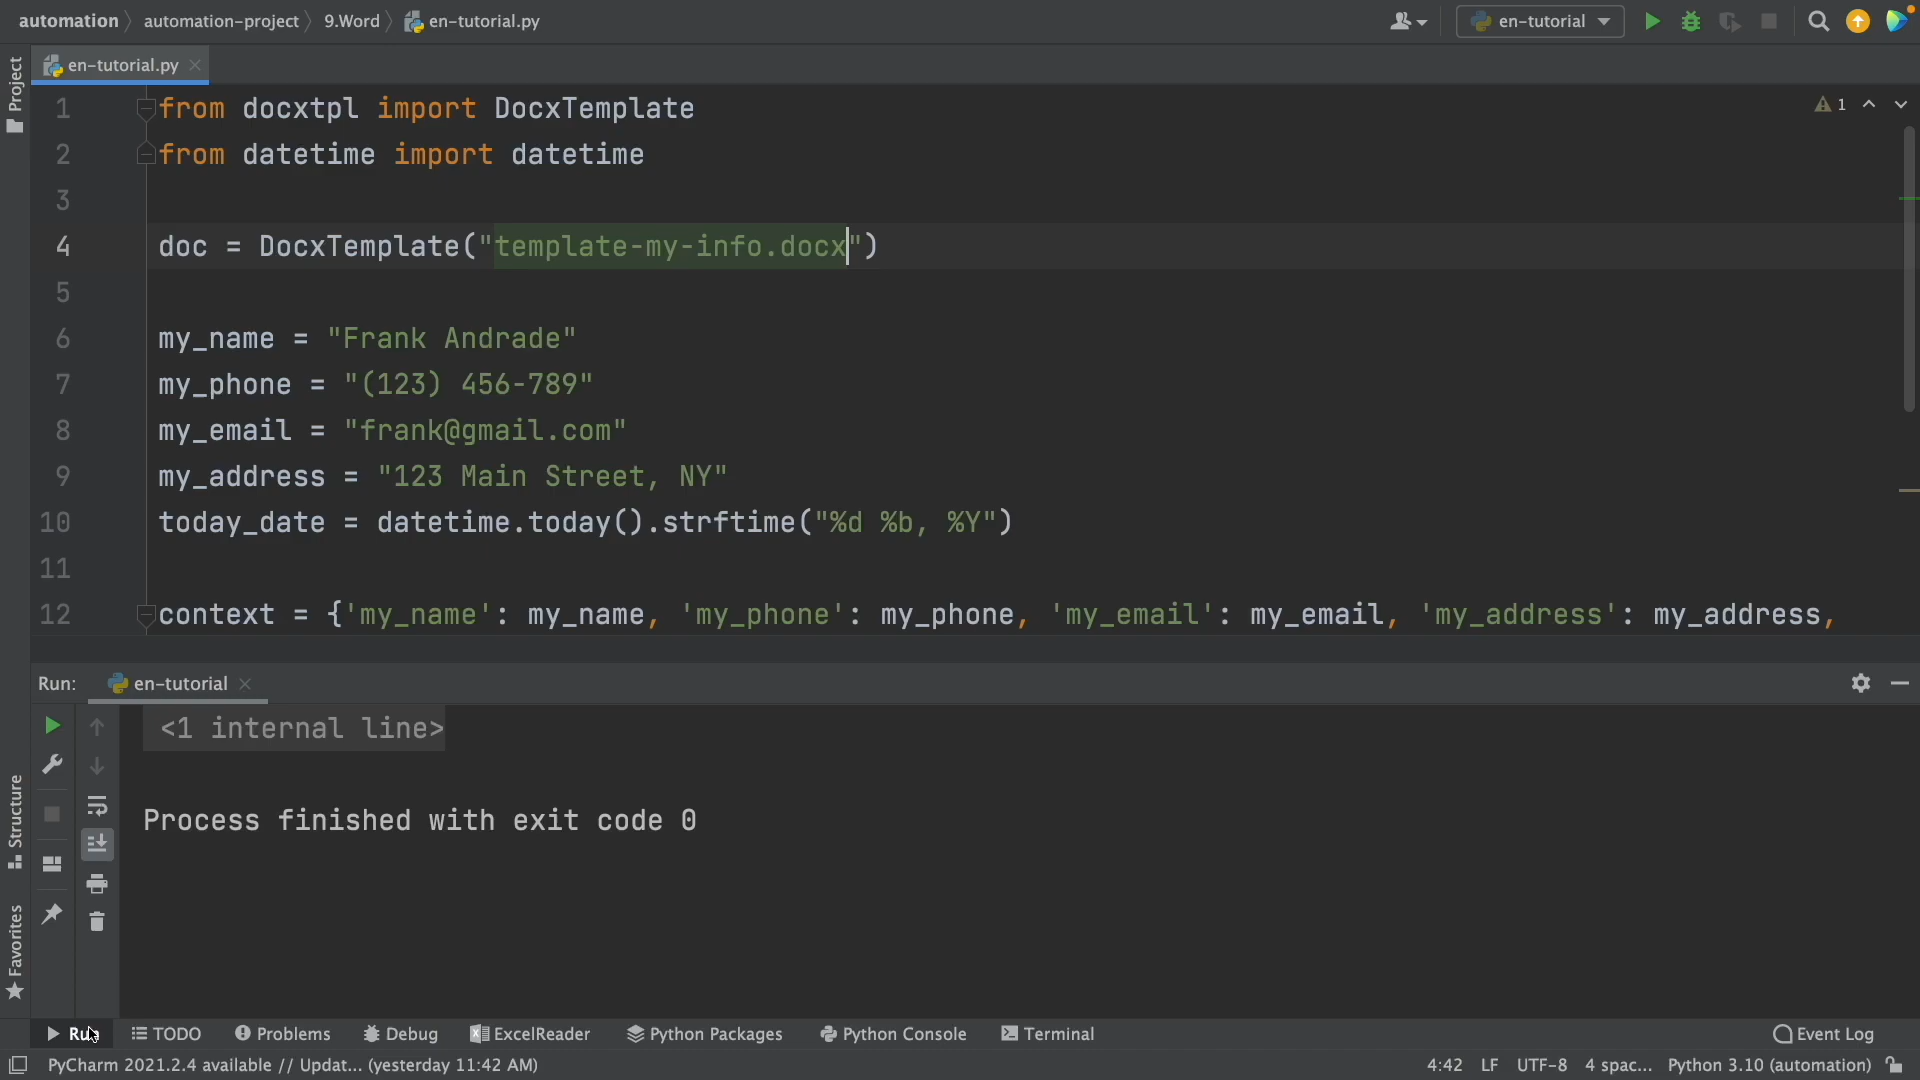 automation
automation-project
9.Word
en-tutorial.py
en-tutorial
Project
en-tutorial.py
1
1 from docxtpl import DocxTemplate
2 from datetime import datetime
3
4 doc = DocxTemplate("template-my-info.docx")
5
6 my_name = "Frank Andrade"
7 my_phone = "(123) 456-789"
8 my_email = "frank@gmail.com"
9 my_address = "123 Main Street, NY"
10 today_date = datetime.today().strftime("%d %b, %Y")
11
12 context = {'my_name': my_name, 'my_phone': my_phone, 'my_email': my_email, 'my_address': my_address,
Run:
en-tutorial
<1 internal line>
Process finished with exit code 0
Structure
Favorites
Run
TODO
Problems
Debug
ExcelReader
Python Packages
Python Console
Terminal
Event Log
PyCharm 2021.2.4 available // Updat... (yesterday 11:42 AM)
4:42
LF
UTF-8
4 spac...
Python 3.10 (automation)